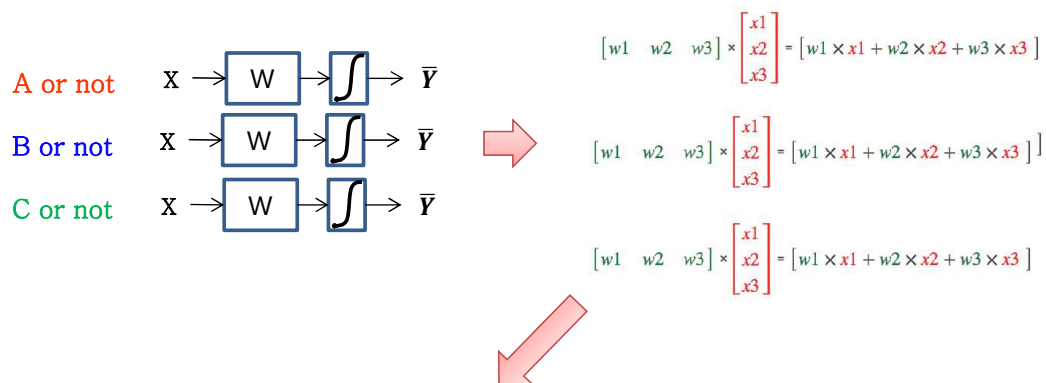 A or not X W ∫ Ȳ
B or not X W ∫ Ȳ
C or not X W ∫ Ȳ
[w1 w2 w3] × [x1 x2 x3] = [w1 × x1 + w2 × x2 + w3 × x3 ]
[w1 w2 w3] × [x1 x2 x3] = [w1 × x1 + w2 × x2 + w3 × x3 ] ]
[w1 w2 w3] × [x1 x2 x3] = [w1 × x1 + w2 × x2 + w3 × x3 ]